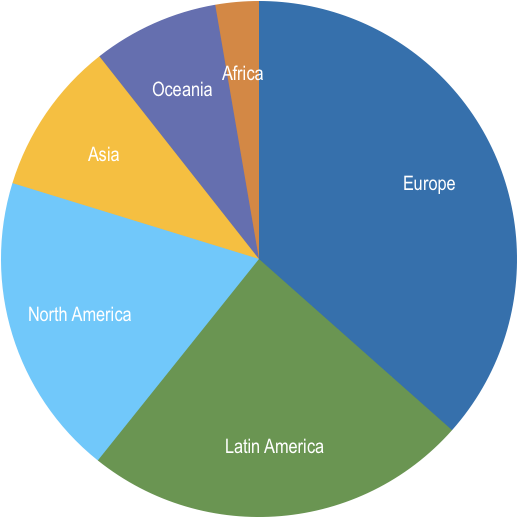 Africa
Oceania
Asia
Europe
North America
Latin America